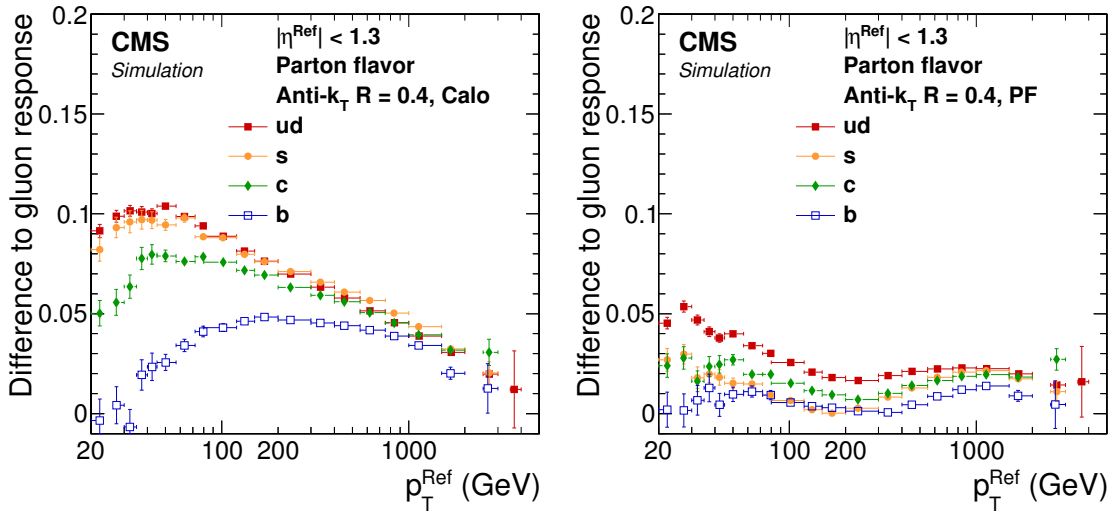 0.2
0.15
0.1
0.05
0
Difference to gluon response
CMS
Simulation
|η^Ref| < 1.3
Parton flavor
Anti-k_T R = 0.4, Calo
ud
s
c
b
20
100
200
1000
p_T^Ref (GeV)
0.2
0.15
0.1
0.05
0
Difference to gluon response
CMS
Simulation
|η^Ref| < 1.3
Parton flavor
Anti-k_T R = 0.4, PF
ud
s
c
b
20
100
200
1000
p_T^Ref (GeV)